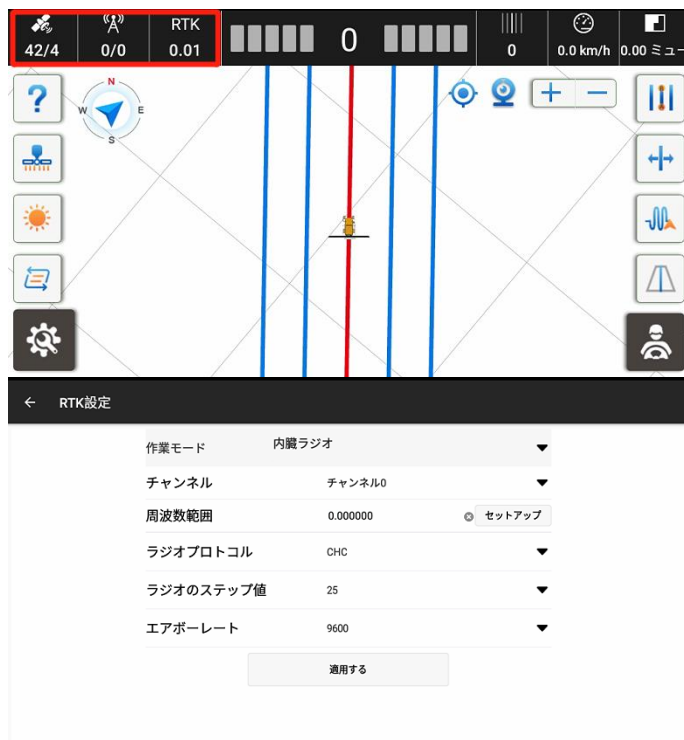 RTK
42/4 0/0 0.01 0 0 0.0 km/h 0.00 ミュー
?
N
W E
S
RTK設定
作業モード 内臓ラジオ
チャンネル チャンネル0
周波数範囲 0.000000 セットアップ
ラジオプロトコル CHC
ラジオのステップ値 25
エアボーレート 9600
適用する